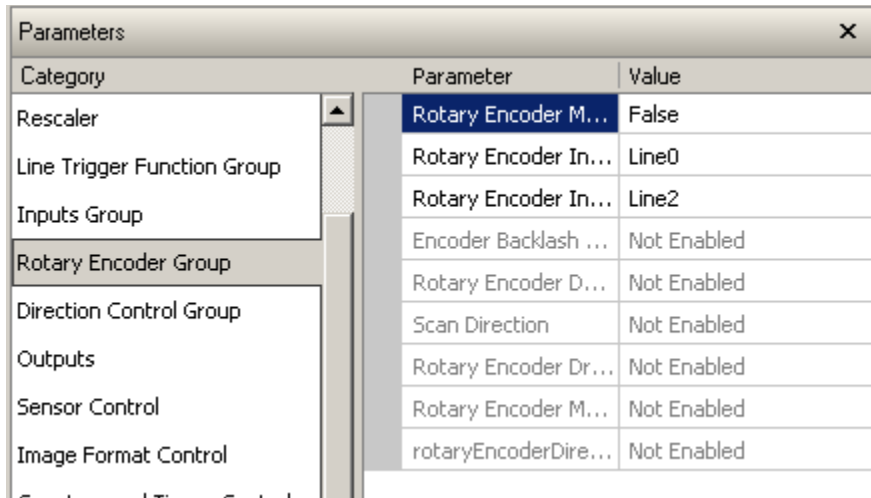 Parameters
Category Parameter Value
Rescaler
Line Trigger Function Group
Inputs Group
Rotary Encoder Group
Direction Control Group
Outputs
Sensor Control
Image Format Control
Rotary Encoder M... False
Rotary Encoder In... Line0
Rotary Encoder In... Line2
Encoder Backlash ... Not Enabled
Rotary Encoder D... Not Enabled
Scan Direction Not Enabled
Rotary Encoder Dr... Not Enabled
Rotary Encoder M... Not Enabled
rotaryEncoderDire... Not Enabled